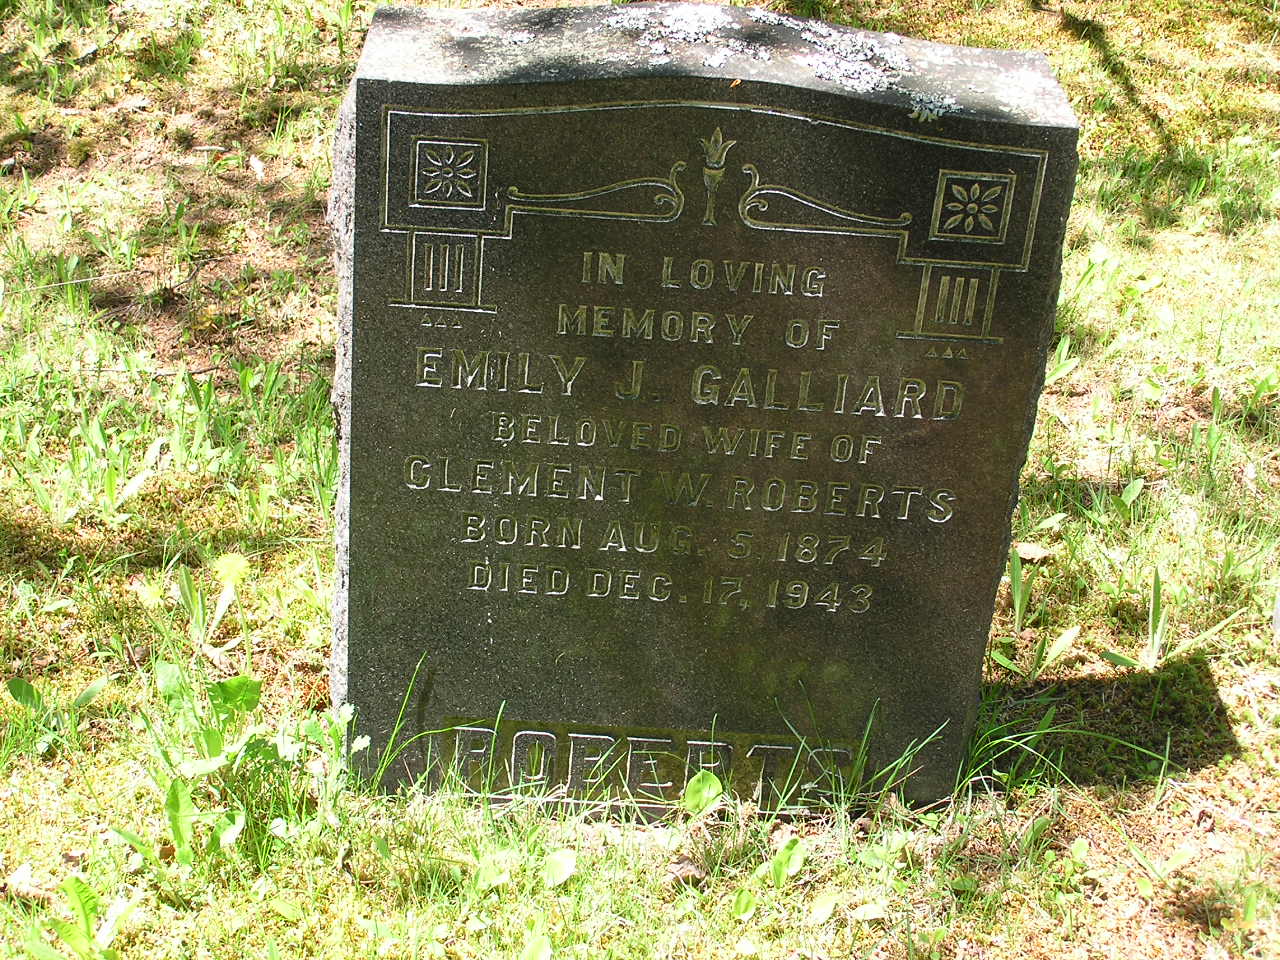 IN LOVING
MEMORY OF
EMILY J. GALLIARD
BELOVED WIFE OF
CLEMENT W. ROBERTS
BORN AUG. 5 1874
DIED DEC. 17, 1943
ROBERTS